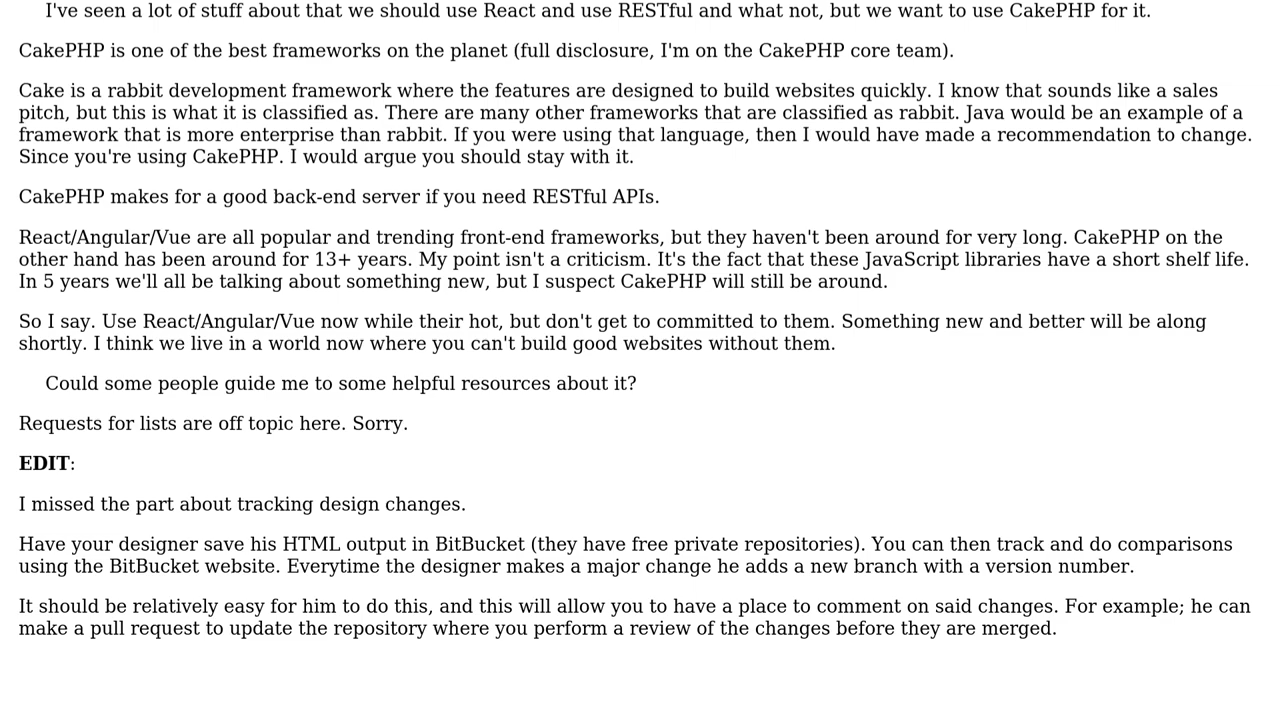 I've seen a lot of stuff about that we should use React and use RESTful and what not, but we want to use CakePHP for it.
CakePHP is one of the best frameworks on the planet (full disclosure, I'm on the CakePHP core team).
Cake is a rabbit development framework where the features are designed to build websites quickly. I know that sounds like a sales
pitch, but this is what it is classified as. There are many other frameworks that are classified as rabbit. Java would be an example of a
framework that is more enterprise than rabbit. If you were using that language, then I would have made a recommendation to change.
Since you're using CakePHP. I would argue you should stay with it.
CakePHP makes for a good back-end server if you need RESTful APIs.
React/Angular/Vue are all popular and trending front-end frameworks, but they haven't been around for very long. CakePHP on the
other hand has been around for 13+ years. My point isn't a criticism. It's the fact that these JavaScript libraries have a short shelf life.
In 5 years we'll all be talking about something new, but I suspect CakePHP will still be around.
So I say. Use React/Angular/Vue now while their hot, but don't get to committed to them. Something new and better will be along
shortly. I think we live in a world now where you can't build good websites without them.
Could some people guide me to some helpful resources about it?
Requests for lists are off topic here. Sorry.
EDIT:
I missed the part about tracking design changes.
Have your designer save his HTML output in BitBucket (they have free private repositories). You can then track and do comparisons
using the BitBucket website. Everytime the designer makes a major change he adds a new branch with a version number.
It should be relatively easy for him to do this, and this will allow you to have a place to comment on said changes. For example; he can
make a pull request to update the repository where you perform a review of the changes before they are merged.